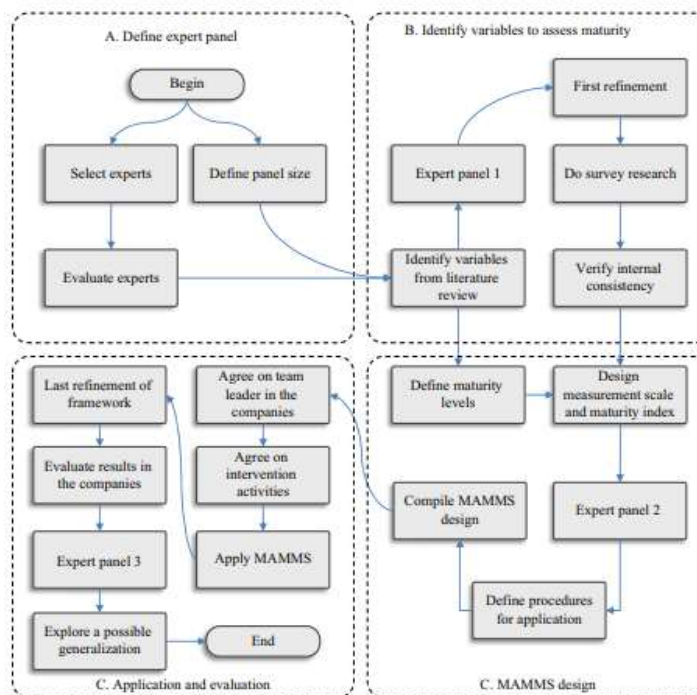 A. Define expert panel
Begin
Select experts
Define panel size
Evaluate experts
B. Identify variables to assess maturity
First refinement
Expert panel 1
Do survey research
Identify variables
from literature
review
Verify internal
consistency
Last refinement of
framework
Agree on team
leader in the
companies
Evaluate results in
the companies
Agree on
intervention
activities
Expert panel 3
Apply MAMMS
Explore a possible
generalization
End
C. Application and evaluation
Define maturity
levels
Design
measurement scale
and maturity index
Compile MAMMS
design
Expert panel 2
Define procedures
for application
C. MAMMS design